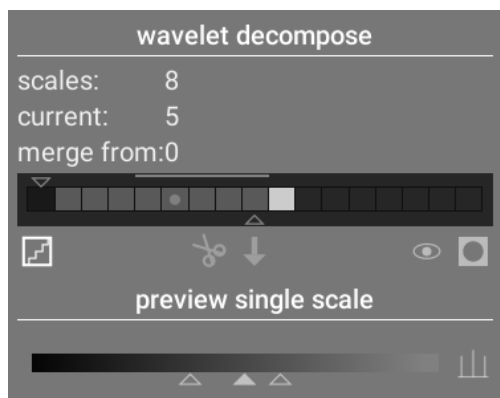 wavelet decompose
scales: 8
current: 5
merge from:0
preview single scale